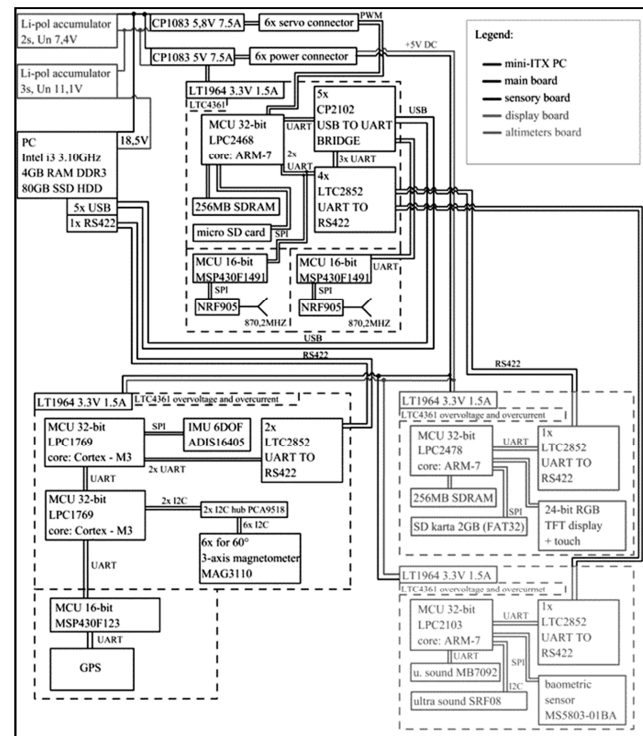 Li-pol accumulator
2s, Un 7,4V
CP1083 5,8V 7.5A
6x servo connector
PWM
CP1083 5V 7.5A
6x power connector
+5V DC
Li-pol accumulator
3s, Un 11,1V
Legend:
mini-ITX PC
main board
sensory board
display board
altimeters board
LT1964 3.3V 1.5A
LTC4361
18,5V
PC
Intel i3 3.10GHz
4GB RAM DDR3
80GB SSD HDD
5x USB
1x RS422
MCU 32-bit
LPC2468
core: ARM-7
UART
2x
UART
5x
CP2102
USB TO UART
BRIDGE
USB
3x UART
4x
LTC2852
UART TO
RS422
256MB SDRAM
micro SD card
SPI
MCU 16-bit
MSP430F1491
MCU 16-bit
MSP430F1491
UART
SPI
SPI
NRF905
870,2MHZ
NRF905
870,2MHZ
USB
RS422
RS422
LT1964 3.3V 1.5A
LTC4361 overvoltage and overcurrent
MCU 32-bit
LPC1769
core: Cortex - M3
SPI
IMU 6DOF
ADIS16405
2x
LTC2852
UART TO
RS422
2x UART
UART
MCU 32-bit
LPC1769
core: Cortex - M3
2x I2C
2x I2C hub PCA9518
6x I2C
6x for 60°
3-axis magnetometer
MAG3110
UART
MCU 16-bit
MSP430F123
UART
GPS
LT1964 3.3V 1.5A
LTC4361 overvoltage and overcurrent
MCU 32-bit
LPC2478
core: ARM-7
UART
1x
LTC2852
UART TO
RS422
256MB SDRAM
SPI
SD karta 2GB (FAT32)
24-bit RGB
TFT display
+ touch
LT1964 3.3V 1.5A
LTC4361 overvoltage and overcurrnet
MCU 32-bit
LPC2103
core: ARM-7
UART
1x
LTC2852
UART TO
RS422
UART
SPI
u. sound MB7092
I2C
ultra sound SRF08
baometric
sensor
MS5803-01BA